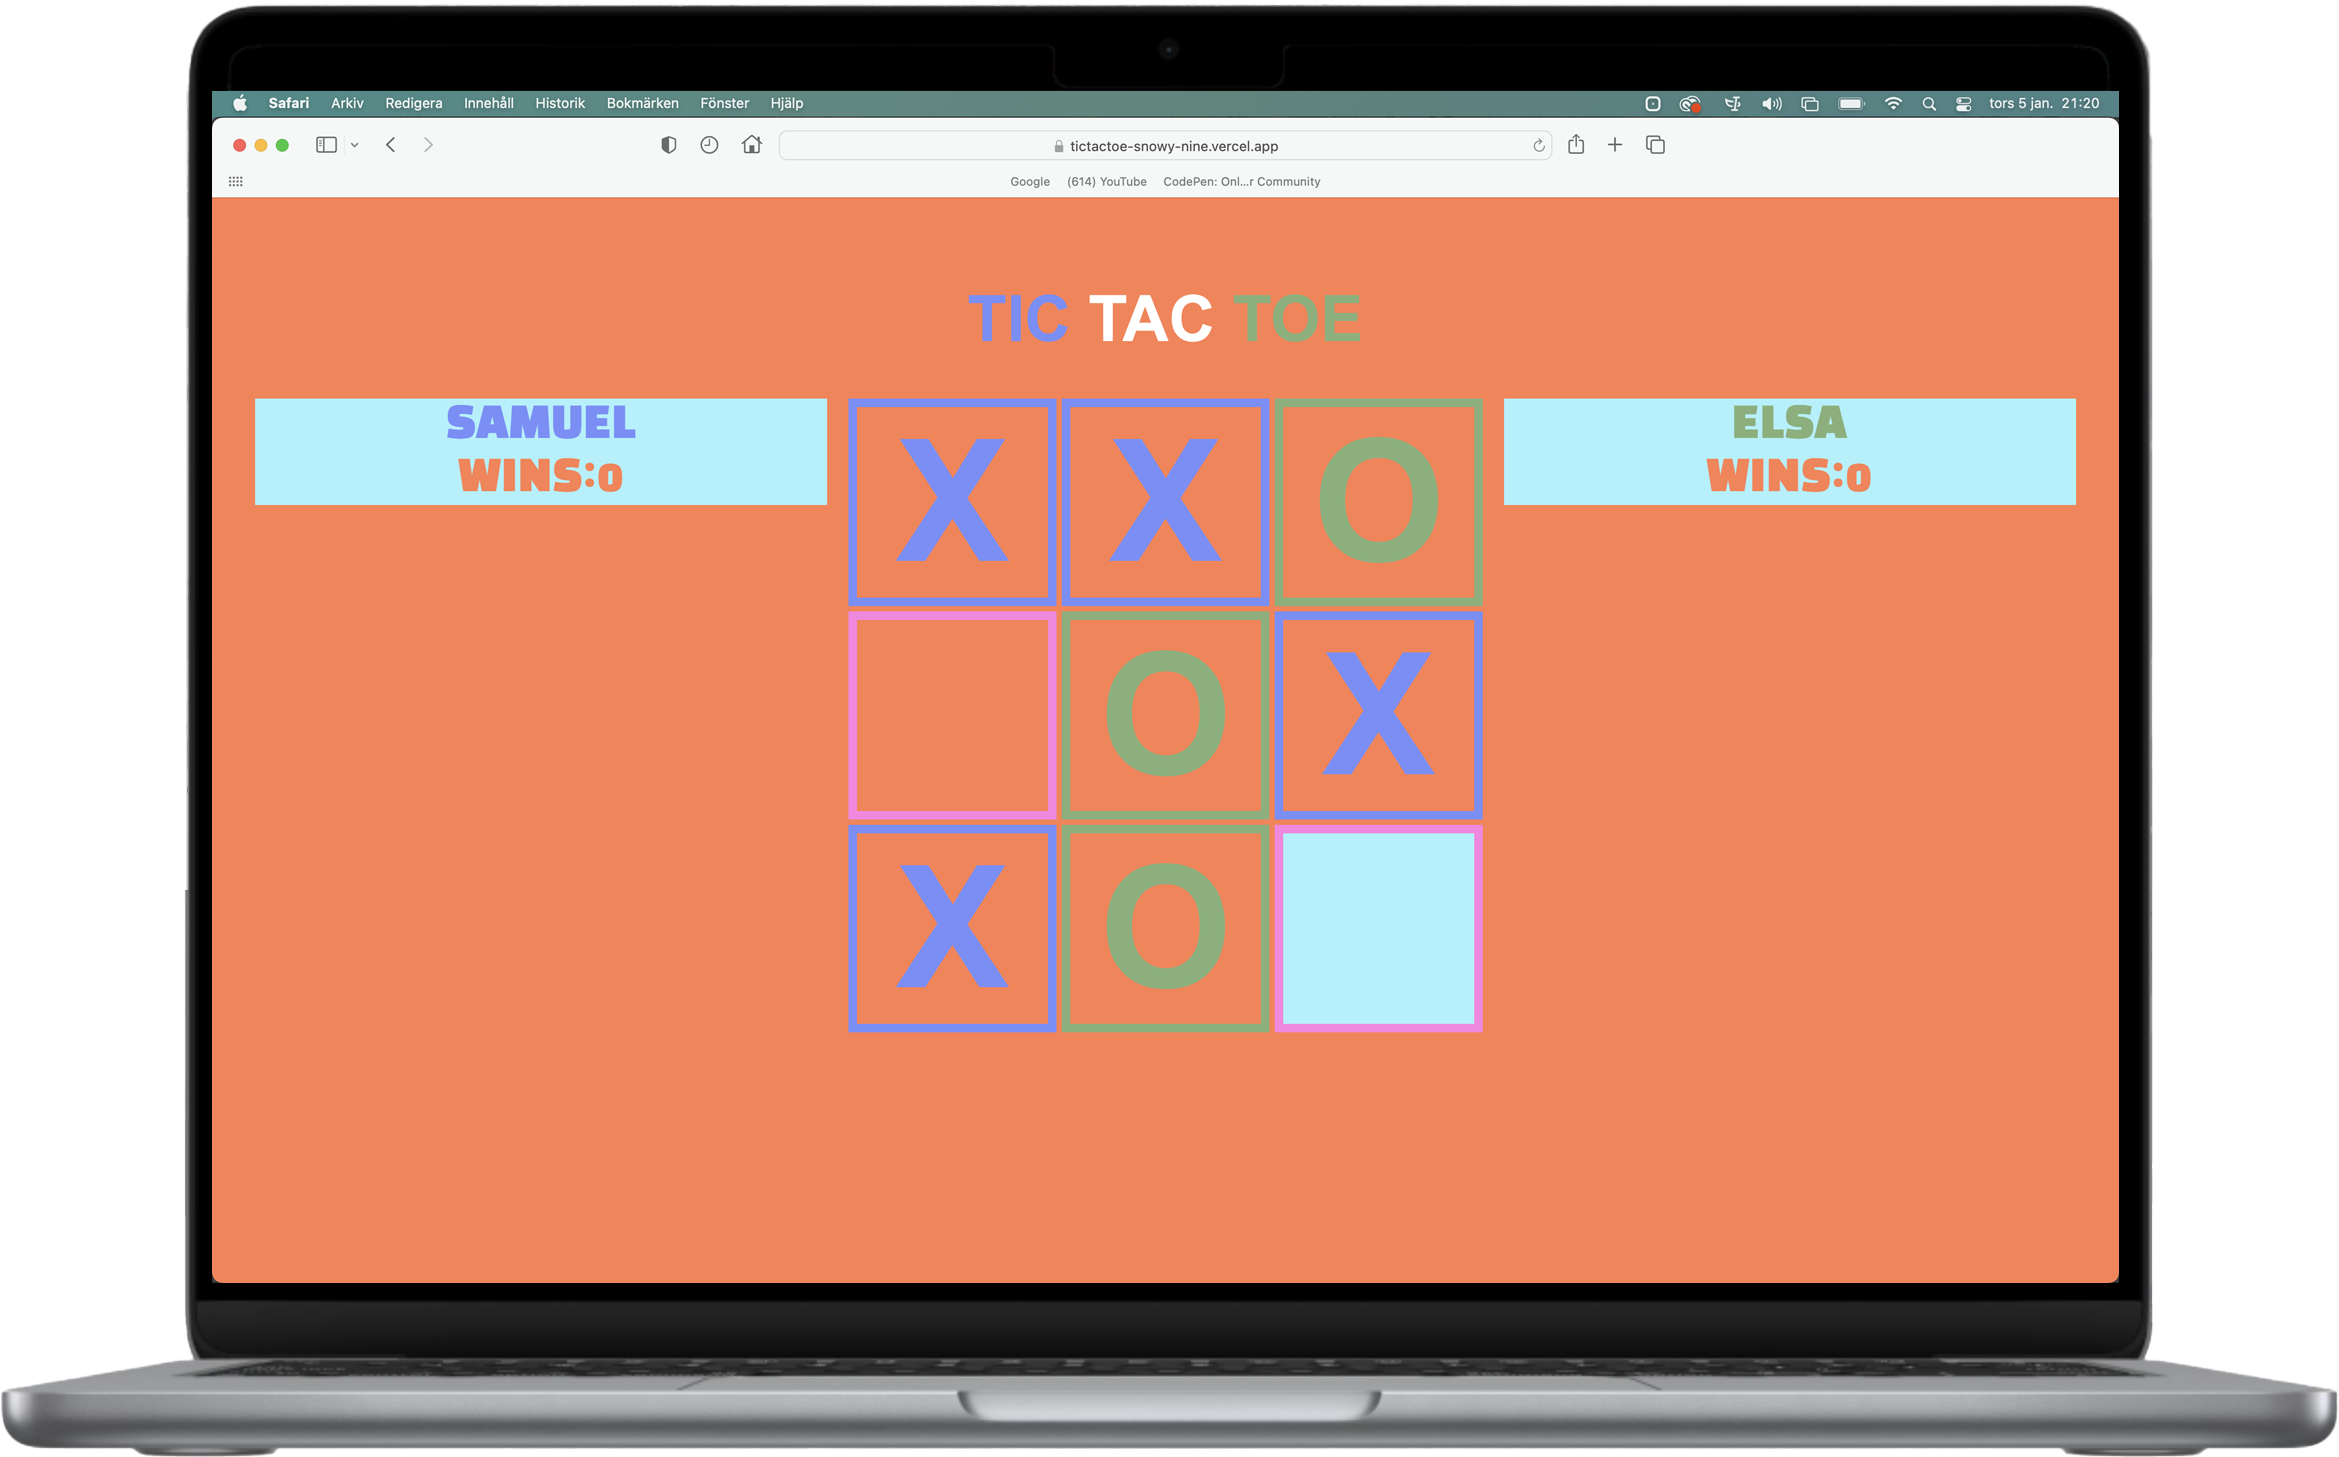 Safari Arkiv Redigera Innehåll Historik Bokmärken Fönster Hjälp tors 5 jan. 21:20
tictactoe-snowy-nine.vercel.app
Google (614) YouTube CodePen: Onl...r Community
TIC TAC TOE
SAMUEL
WINS:0
X X O
ELSA
WINS:0
O X
X O